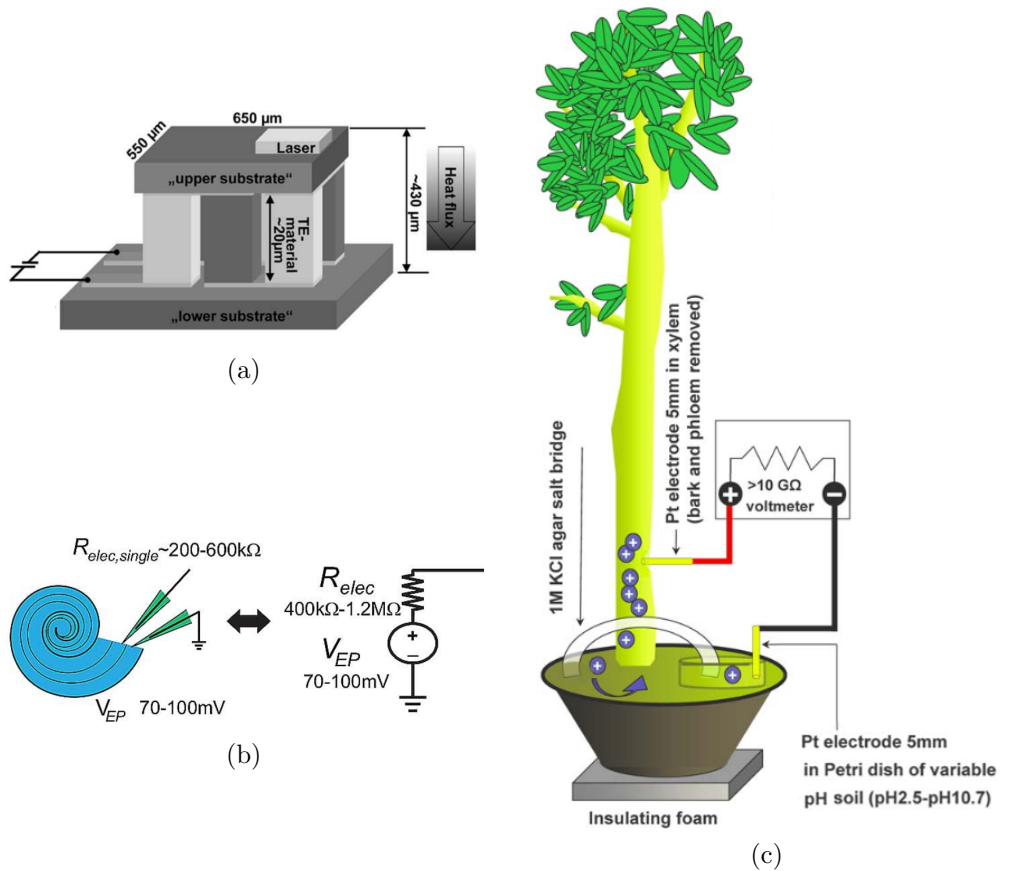 650 µm
550 µm
Laser
„upper substrate“
TE-
material
~20µm
~430 µm
Heat flux
„lower substrate“
(a)
R_elec,single~200-600kΩ
V_EP 70-100mV
R_elec
400kΩ-1.2MΩ
+
−
V_EP
70-100mV
(b)
1M KCl agar salt bridge
Pt electrode 5mm in xylem
(bark and phloem removed)
>10 GΩ
voltmeter
+
−
+
+
+
+
+
+
+
+
Pt electrode 5mm
in Petri dish of variable
pH soil (pH2.5-pH10.7)
Insulating foam
(c)